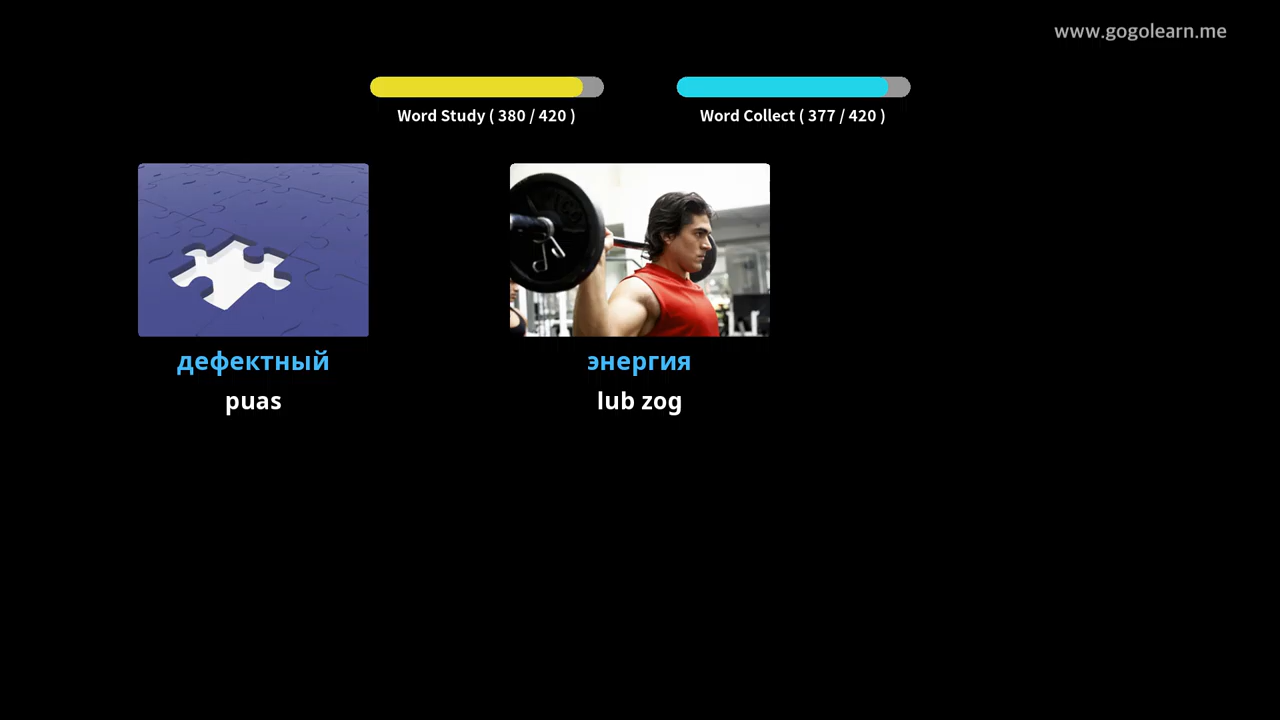 www.gogolearn.me
Word Study ( 380 / 420 )
Word Collect ( 377 / 420 )
дефектный
энергия
puas
lub zog